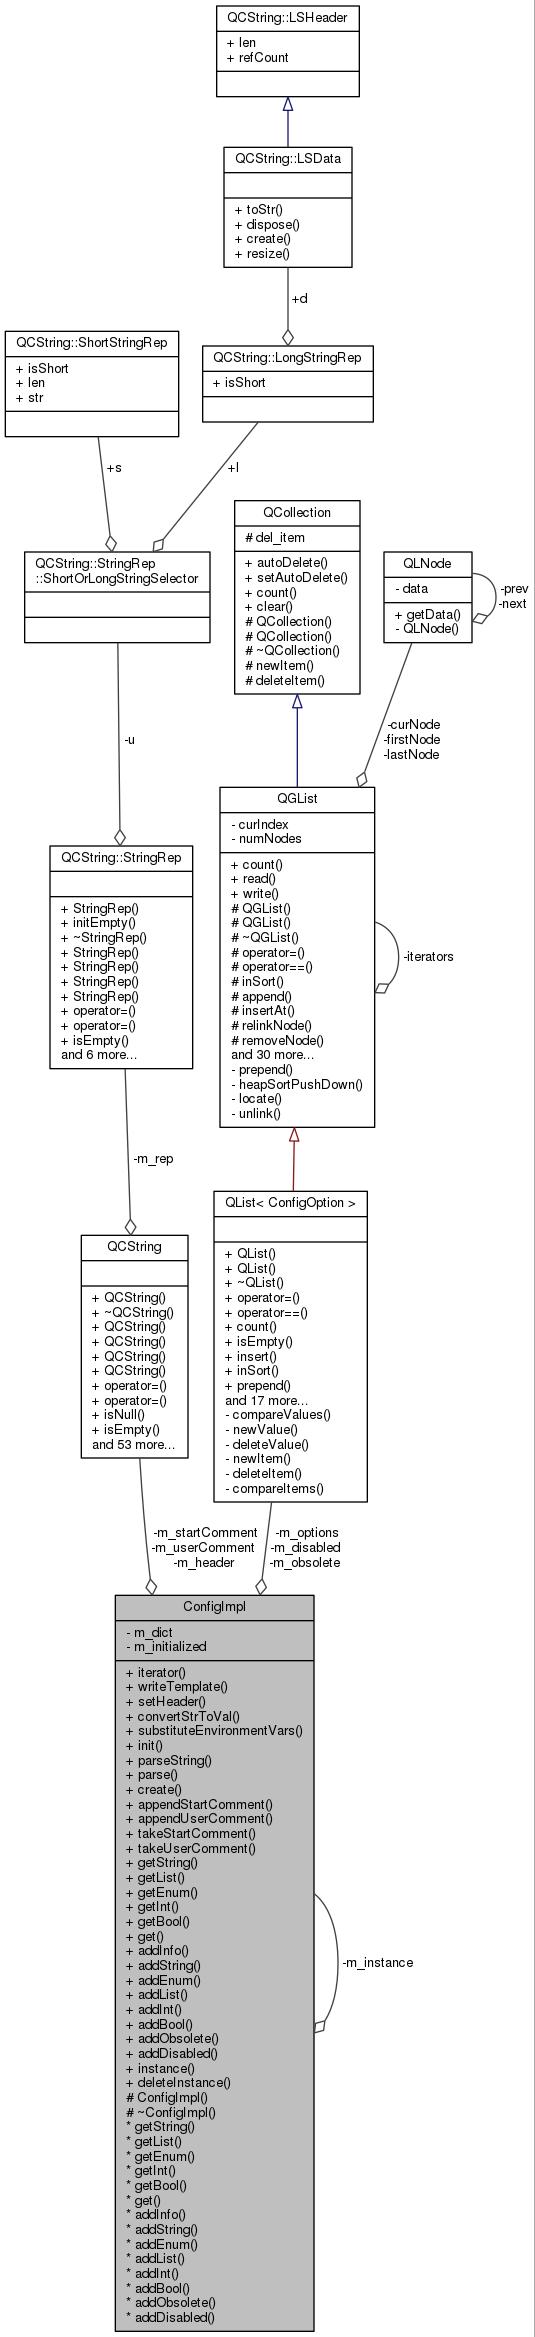 QCString::LSHeader
+ len
+ refCount
QCString::LSData
+ toStr()
+ dispose()
+ create()
+ resize()
+d
QCString::ShortStringRep
+ isShort
+ len
+ str
QCString::LongStringRep
+ isShort
+s
+l
QCollection
# del_item
+ autoDelete()
+ setAutoDelete()
+ count()
+ clear()
# QCollection()
# QCollection()
# ~QCollection()
# newItem()
# deleteItem()
QLNode
- data
+ getData()
- QLNode()
-prev
-next
QCString::StringRep
::ShortOrLongStringSelector
-u
-curNode
-firstNode
-lastNode
QGList
- curIndex
- numNodes
+ count()
+ read()
+ write()
# QGList()
# QGList()
# ~QGList()
# operator=()
# operator==()
# inSort()
# append()
# insertAt()
# relinkNode()
# removeNode()
and 30 more...
- prepend()
- heapSortPushDown()
- locate()
- unlink()
-iterators
QCString::StringRep
+ StringRep()
+ initEmpty()
+ ~StringRep()
+ StringRep()
+ StringRep()
+ StringRep()
+ StringRep()
+ operator=()
+ operator=()
+ isEmpty()
and 6 more...
-m_rep
QCString
+ QCString()
+ ~QCString()
+ QCString()
+ QCString()
+ QCString()
+ QCString()
+ operator=()
+ operator=()
+ isNull()
+ isEmpty()
and 53 more...
QList< ConfigOption >
+ QList()
+ QList()
+ ~QList()
+ operator=()
+ operator==()
+ count()
+ isEmpty()
+ insert()
+ inSort()
+ prepend()
and 17 more...
- compareValues()
- newValue()
- deleteValue()
- newItem()
- deleteItem()
- compareItems()
-m_startComment
-m_userComment
-m_header
-m_options
-m_disabled
-m_obsolete
ConfigImpl
- m_dict
- m_initialized
+ iterator()
+ writeTemplate()
+ setHeader()
+ convertStrToVal()
+ substituteEnvironmentVars()
+ init()
+ parseString()
+ parse()
+ create()
+ appendStartComment()
+ appendUserComment()
+ takeStartComment()
+ takeUserComment()
+ getString()
+ getList()
+ getEnum()
+ getInt()
+ getBool()
+ get()
+ addInfo()
+ addString()
+ addEnum()
+ addList()
+ addInt()
+ addBool()
+ addObsolete()
+ addDisabled()
+ instance()
+ deleteInstance()
# ConfigImpl()
# ~ConfigImpl()
* getString()
* getList()
* getEnum()
* getInt()
* getBool()
* get()
* addInfo()
* addString()
* addEnum()
* addList()
* addInt()
* addBool()
* addObsolete()
* addDisabled()
-m_instance